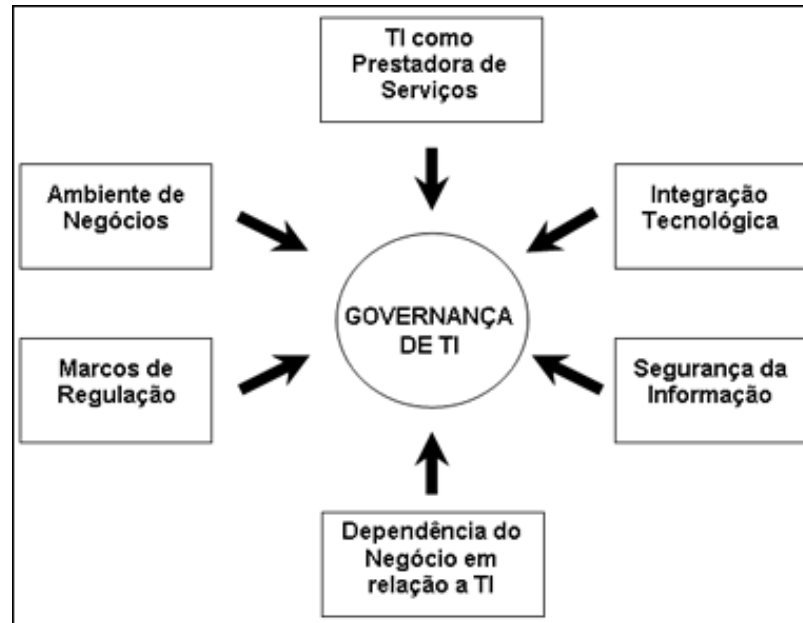 TI como
Prestadora de
Serviços
Ambiente de
Negócios
Integração
Tecnológica
GOVERNANÇA
DE TI
Marcos de
Regulação
Segurança da
Informação
Dependência do
Negócio em
relação a TI